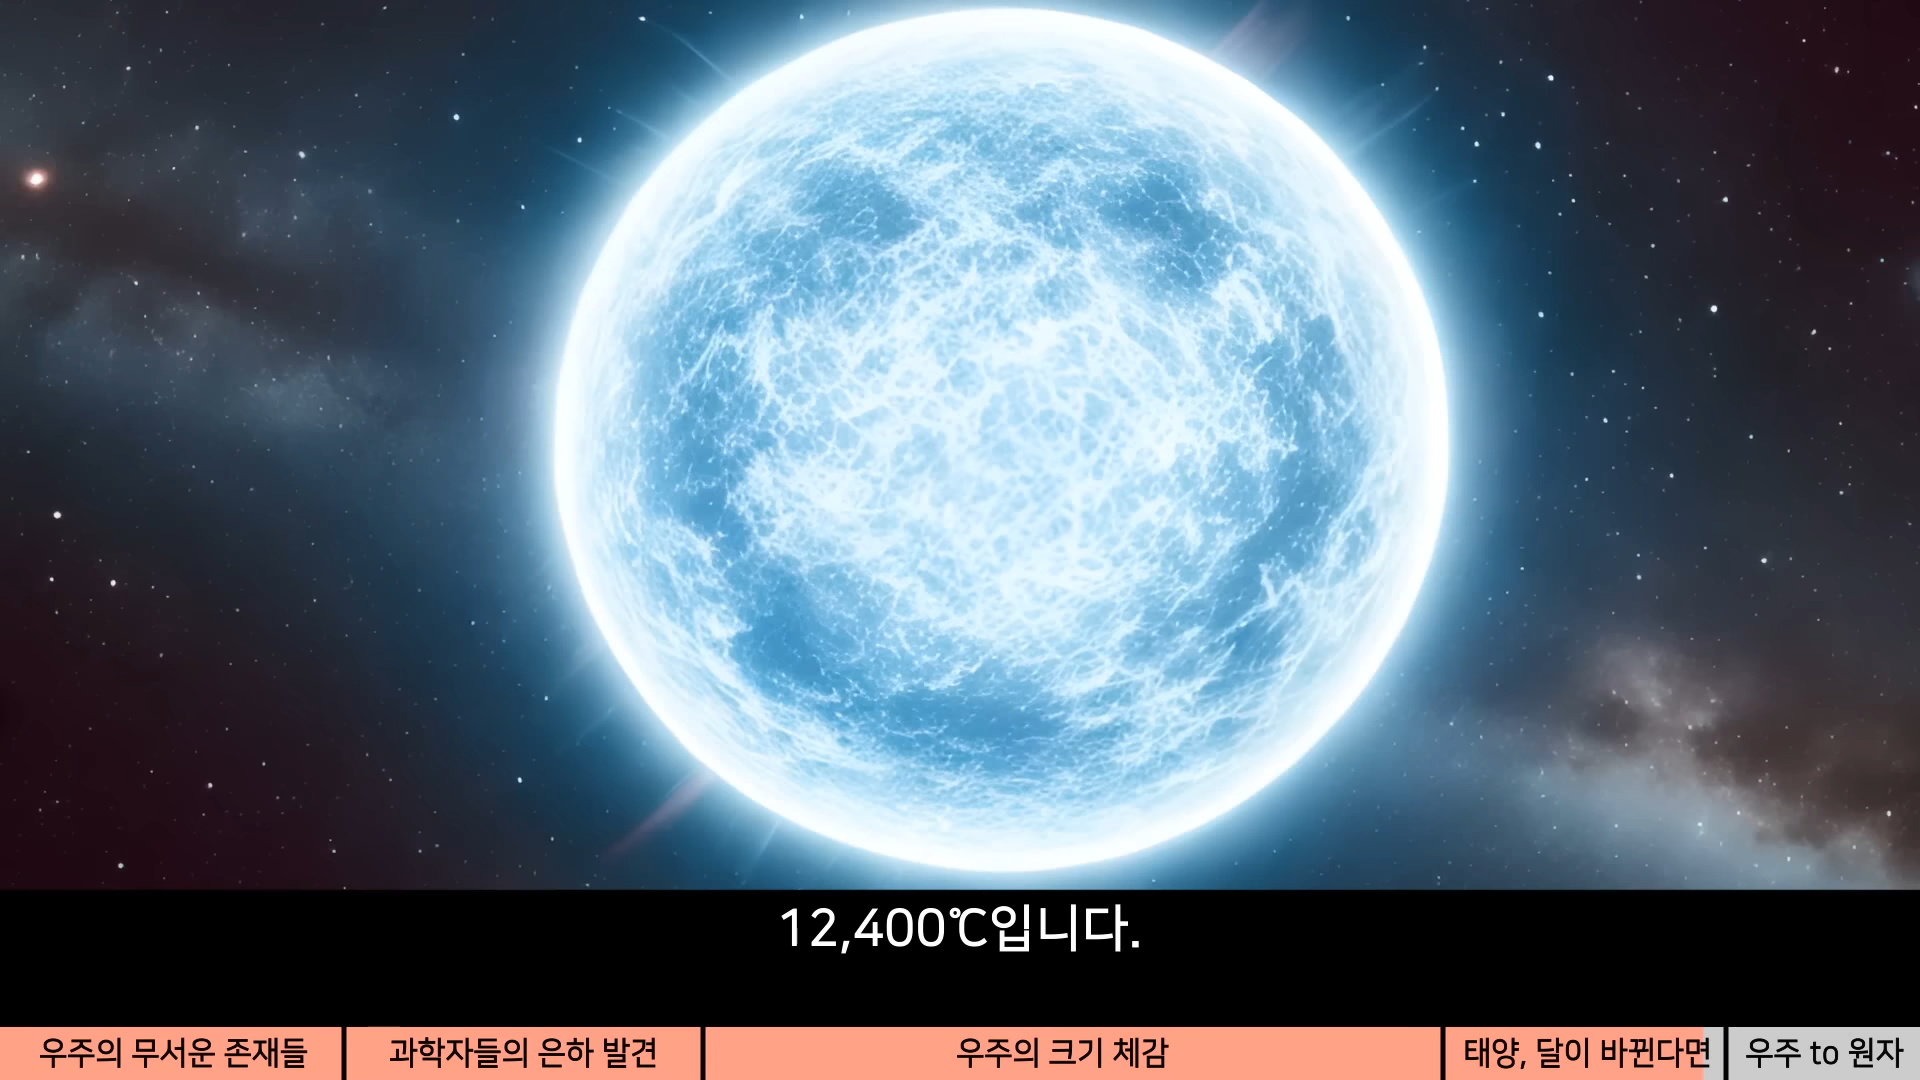 12,400℃입니다.
우주의 무서운 존재들
과학자들의 은하 발견
우주의 크기 체감
태양, 달이 바뀐다면
우주 to 원자